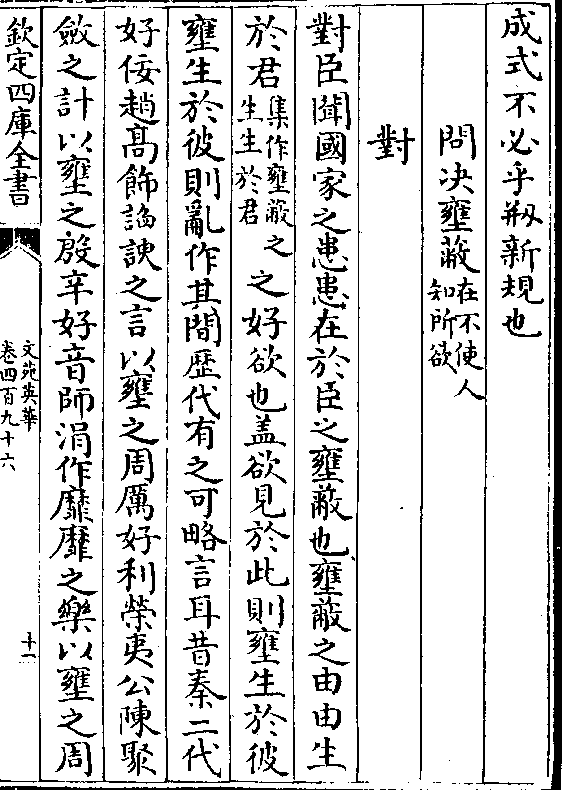 成式不必乎剏新規也
問决壅蔽在不使人知所欲
對
對臣聞國家之患患在於臣之壅蔽也壅蔽之由由生
於君集作壅蔽之生生於君之好欲也盖欲見於此則壅生於彼
壅生於彼則亂作其間歴代有之可略言耳昔秦二代
好佞趙髙飾諂諛之言以壅之周厲好利榮夷公陳聚
斂之計以壅之殷辛好音師涓作靡靡之樂以壅之周
欽定四庫全書
文苑英華
卷四百九十六
十一